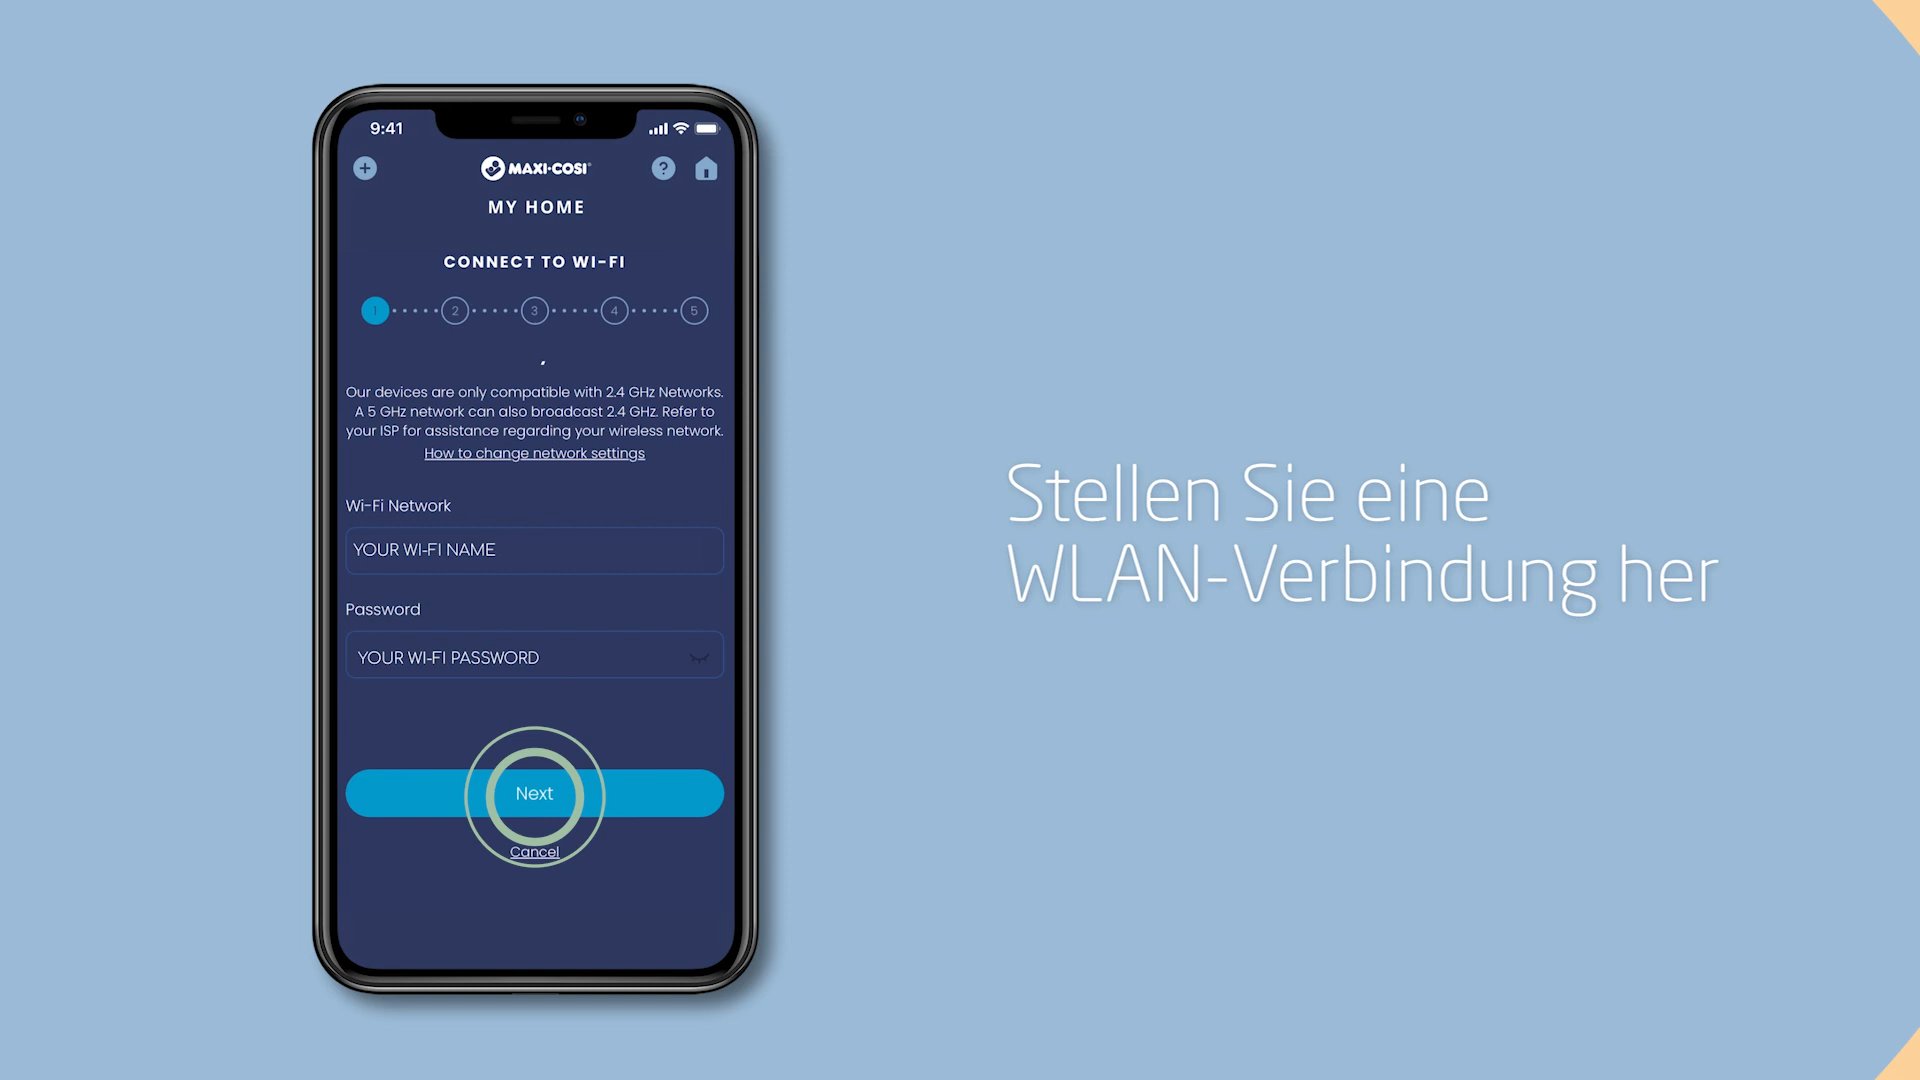 9:41
MAXI-COSI®
MY HOME
CONNECT TO WI-FI
1 2 3 4 5
Our devices are only compatible with 2.4 GHz Networks.
A 5 GHz network can also broadcast 2.4 GHz. Refer to
your ISP for assistance regarding your wireless network.
How to change network settings
Wi-Fi Network
YOUR WI-FI NAME
Password
YOUR WI-FI PASSWORD
Next
Cancel
Stellen Sie eine
WLAN-Verbindung her